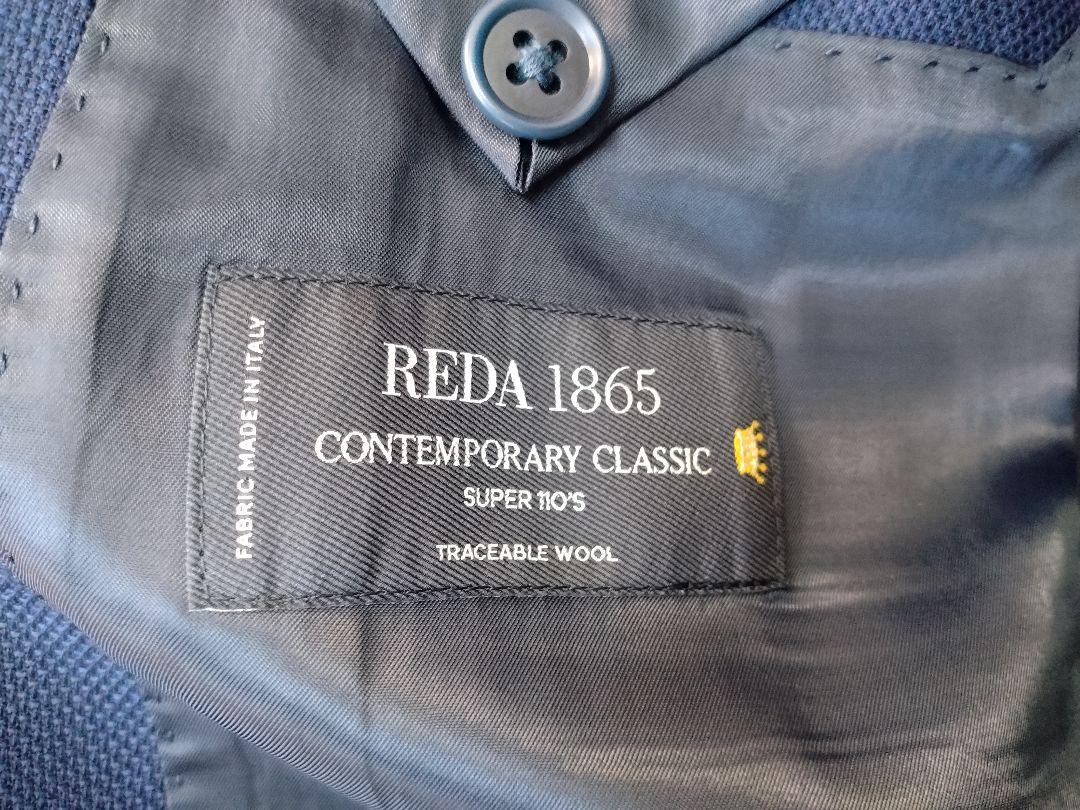 FABRIC MADE IN ITALY
REDA 1865
CONTEMPORARY CLASSIC
SUPER 110'S
TRACEABLE WOOL